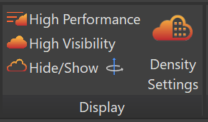 High Performance
High Visibility
Hide/Show
Density
Settings
Display